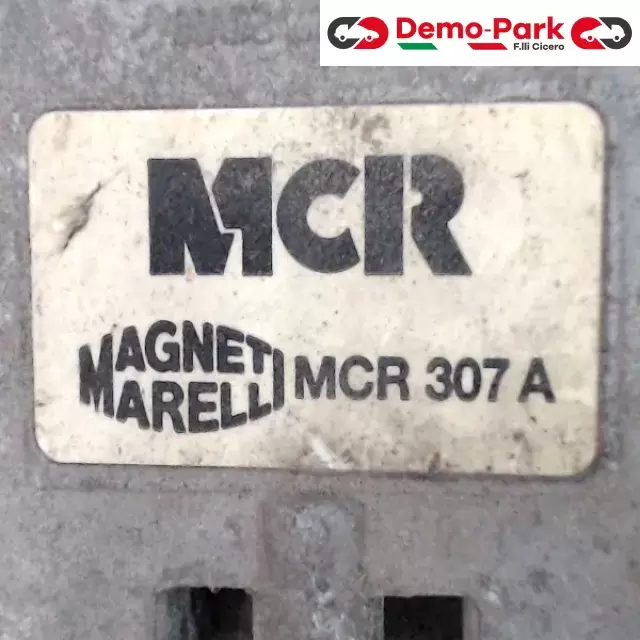 Demo-Park
F.lli Cicero
MCR
MAGNETI
MARELLI
MCR 307 A